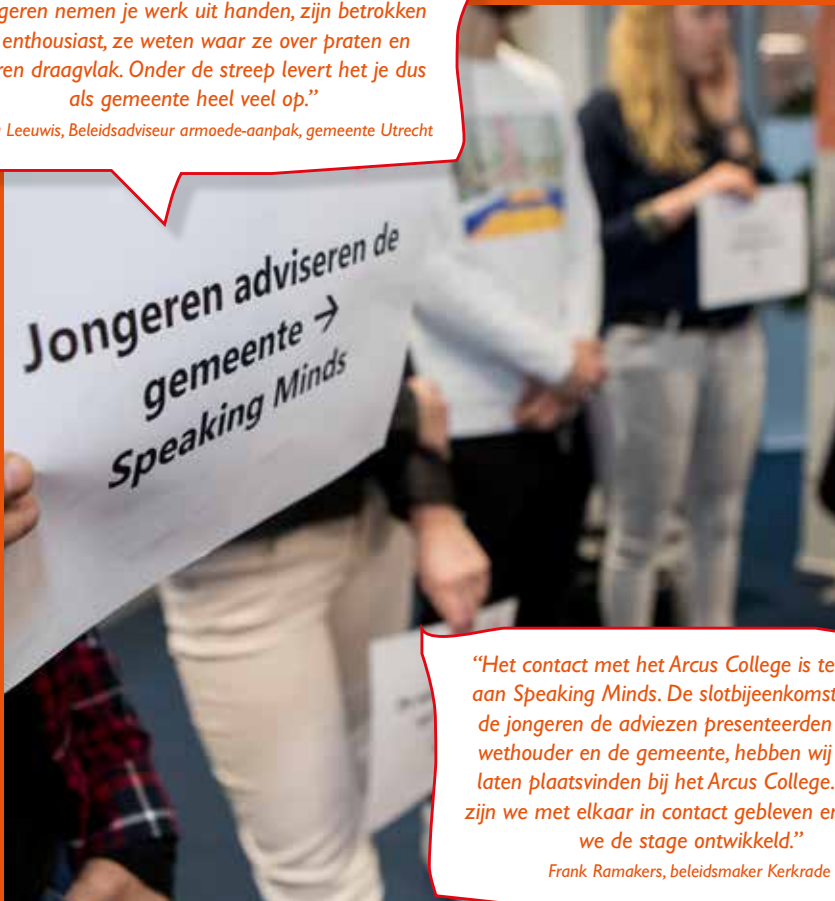 geren nemen je werk uit handen, zijn betrokken
enthousiast, ze weten waar ze over praten en
ren draagvlak. Onder de streep levert het je dus
als gemeente heel veel op.”
Leeuwis, Beleidsadviseur armoede-aanpak, gemeente Utrecht
Jongeren adviseren de
gemeente →
Speaking Minds
“Het contact met het Arcus College is te
aan Speaking Minds. De slotbijeenkomst
de jongeren de adviezen presenteerden
wethouder en de gemeente, hebben wij
laten plaatsvinden bij het Arcus College.
zijn we met elkaar in contact gebleven en
we de stage ontwikkeld.”
Frank Ramakers, beleidsmaker Kerkrade